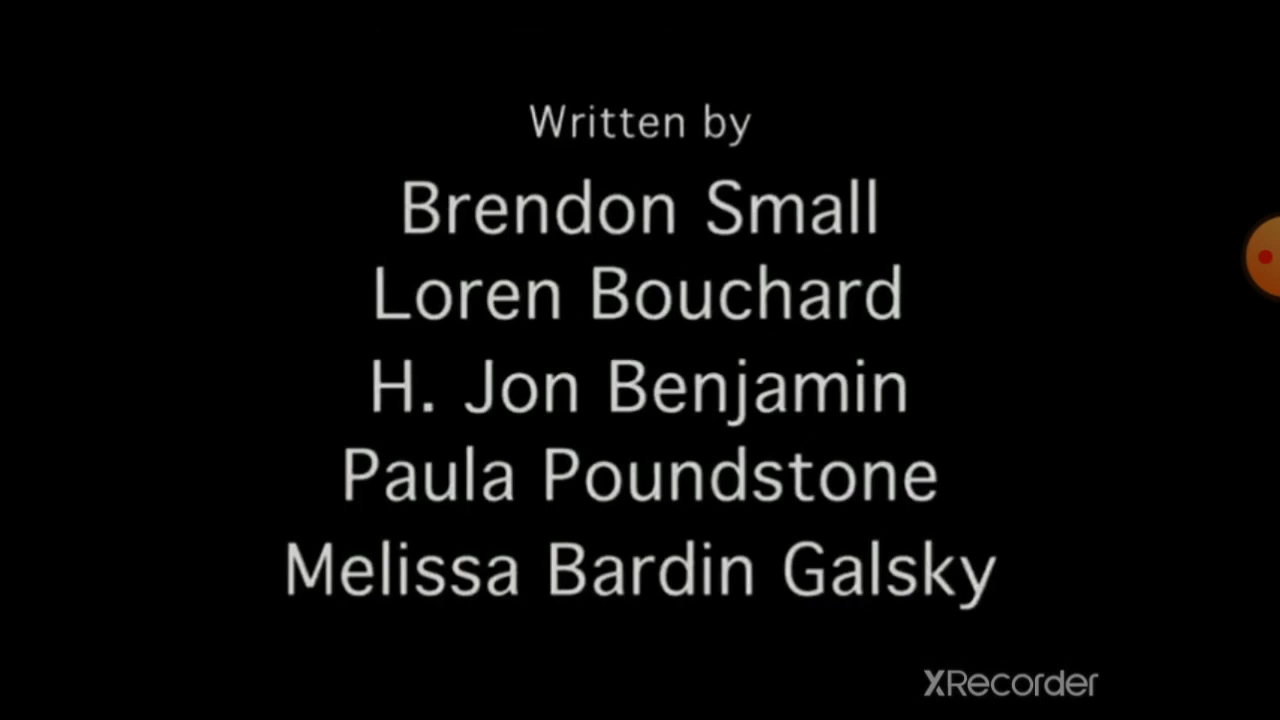 Written by
Brendon Small
Loren Bouchard
H. Jon Benjamin
Paula Poundstone
Melissa Bardin Galsky
XRecorder